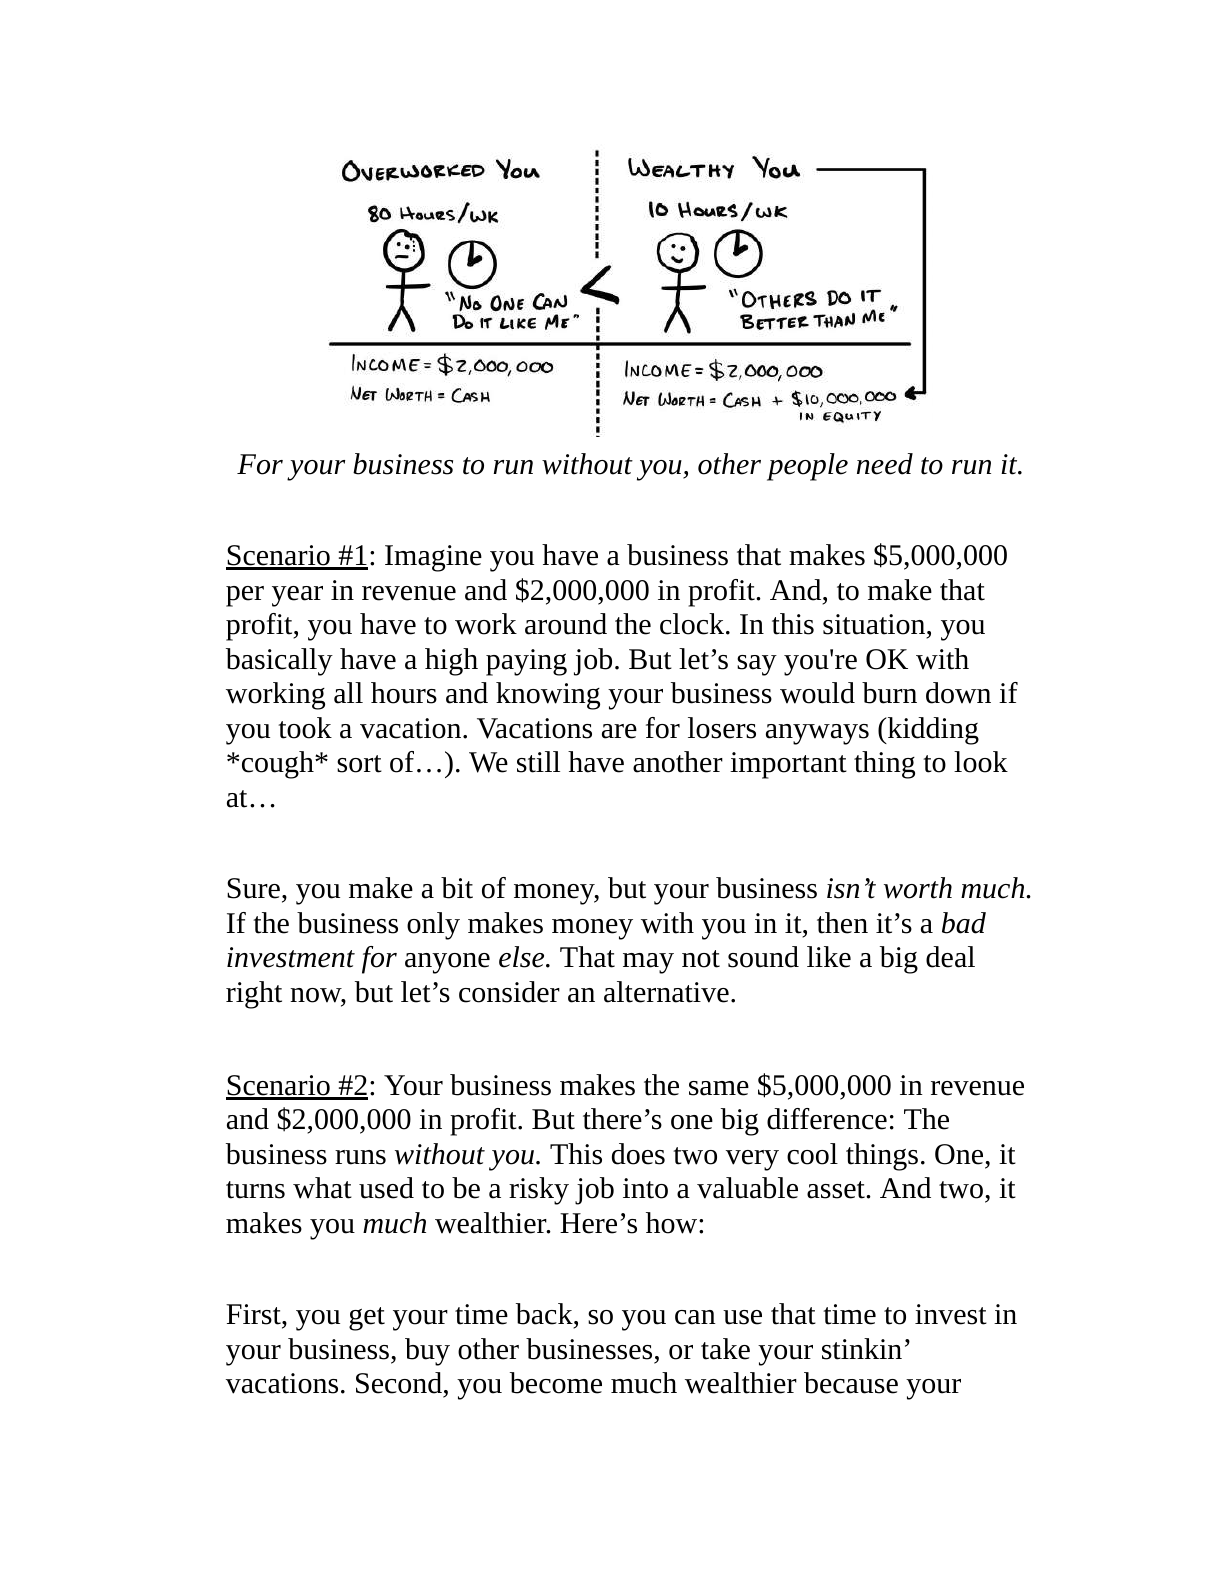 OVERWORKED YOU
80 HOURS/WK
"NO ONE CAN
DO IT LIKE ME"
INCOME = $2,000,000
NET WORTH = CASH
<
WEALTHY YOU
10 HOURS/WK
"OTHERS DO IT
BETTER THAN ME"
INCOME = $2,000,000
NET WORTH = CASH + $10,000,000
IN EQUITY
For your business to run without you, other people need to run it.
Scenario #1: Imagine you have a business that makes $5,000,000
per year in revenue and $2,000,000 in profit. And, to make that
profit, you have to work around the clock. In this situation, you
basically have a high paying job. But let’s say you're OK with
working all hours and knowing your business would burn down if
you took a vacation. Vacations are for losers anyways (kidding
*cough* sort of…). We still have another important thing to look
at…
Sure, you make a bit of money, but your business isn’t worth much.
If the business only makes money with you in it, then it’s a bad
investment for anyone else. That may not sound like a big deal
right now, but let’s consider an alternative.
Scenario #2: Your business makes the same $5,000,000 in revenue
and $2,000,000 in profit. But there’s one big difference: The
business runs without you. This does two very cool things. One, it
turns what used to be a risky job into a valuable asset. And two, it
makes you much wealthier. Here’s how:
First, you get your time back, so you can use that time to invest in
your business, buy other businesses, or take your stinkin’
vacations. Second, you become much wealthier because your